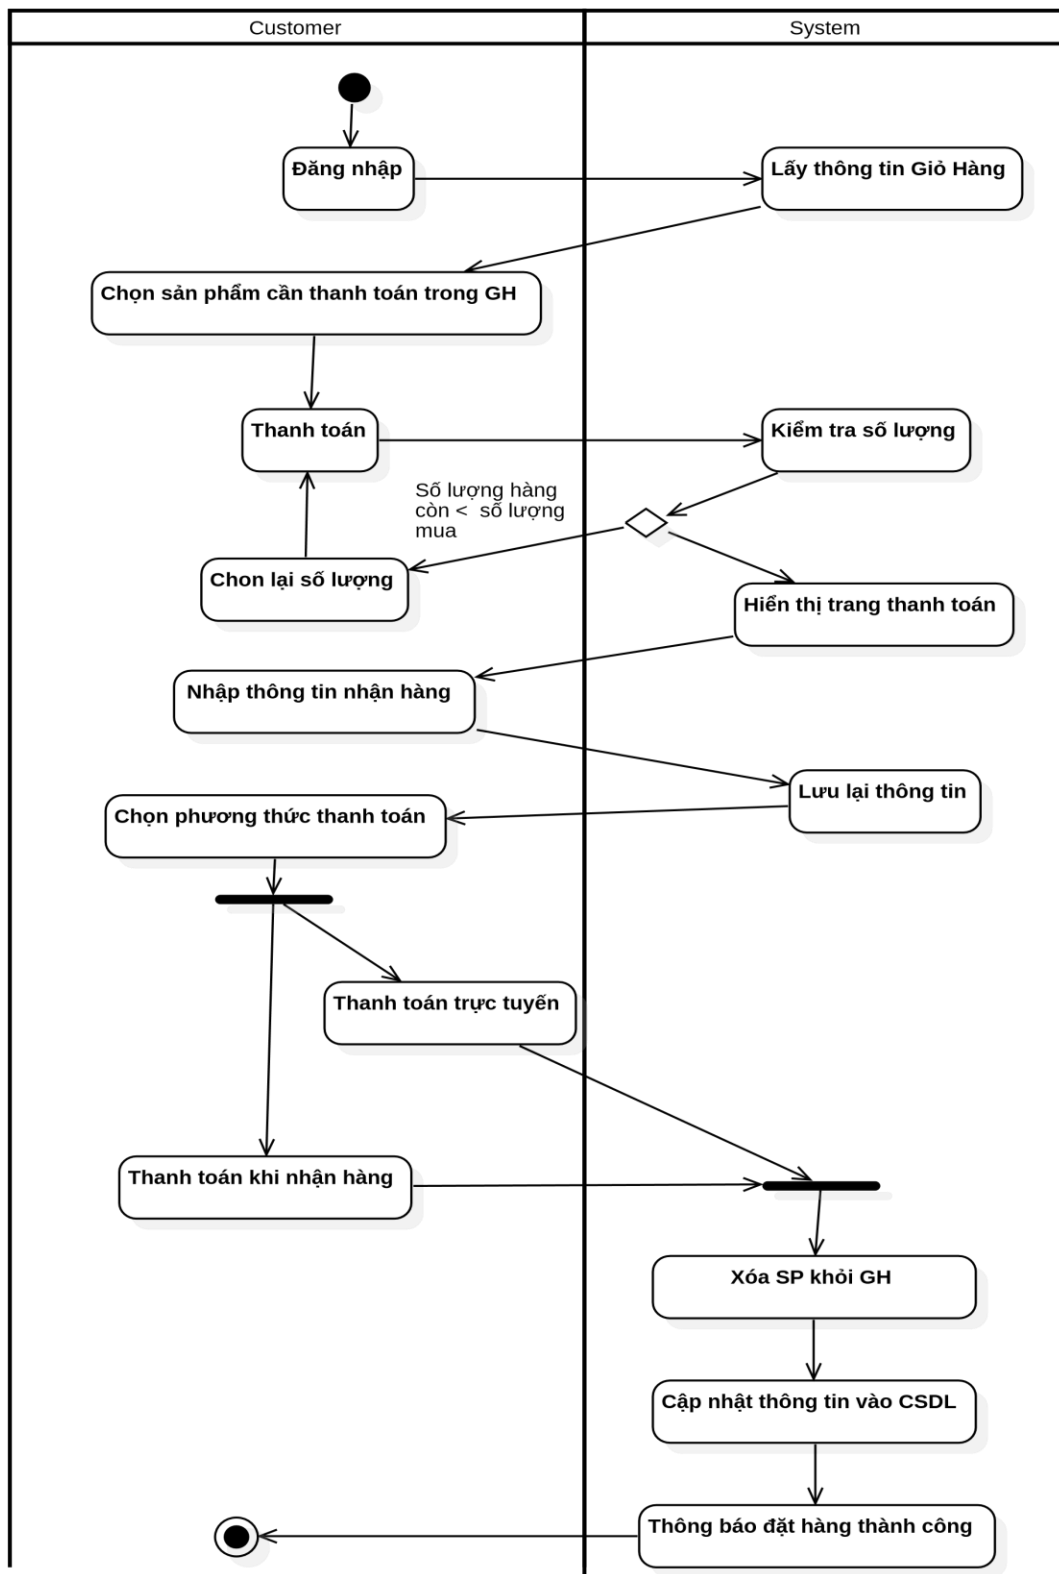 Customer
System
Đăng nhập
Lấy thông tin Giỏ Hàng
Chọn sản phẩm cần thanh toán trong GH
Thanh toán
Kiểm tra số lượng
Số lượng hàng
còn < số lượng
mua
Chon lại số lượng
Hiển thị trang thanh toán
Nhập thông tin nhận hàng
Lưu lại thông tin
Chọn phương thức thanh toán
Thanh toán trực tuyến
Thanh toán khi nhận hàng
Xóa SP khỏi GH
Cập nhật thông tin vào CSDL
Thông báo đặt hàng thành công